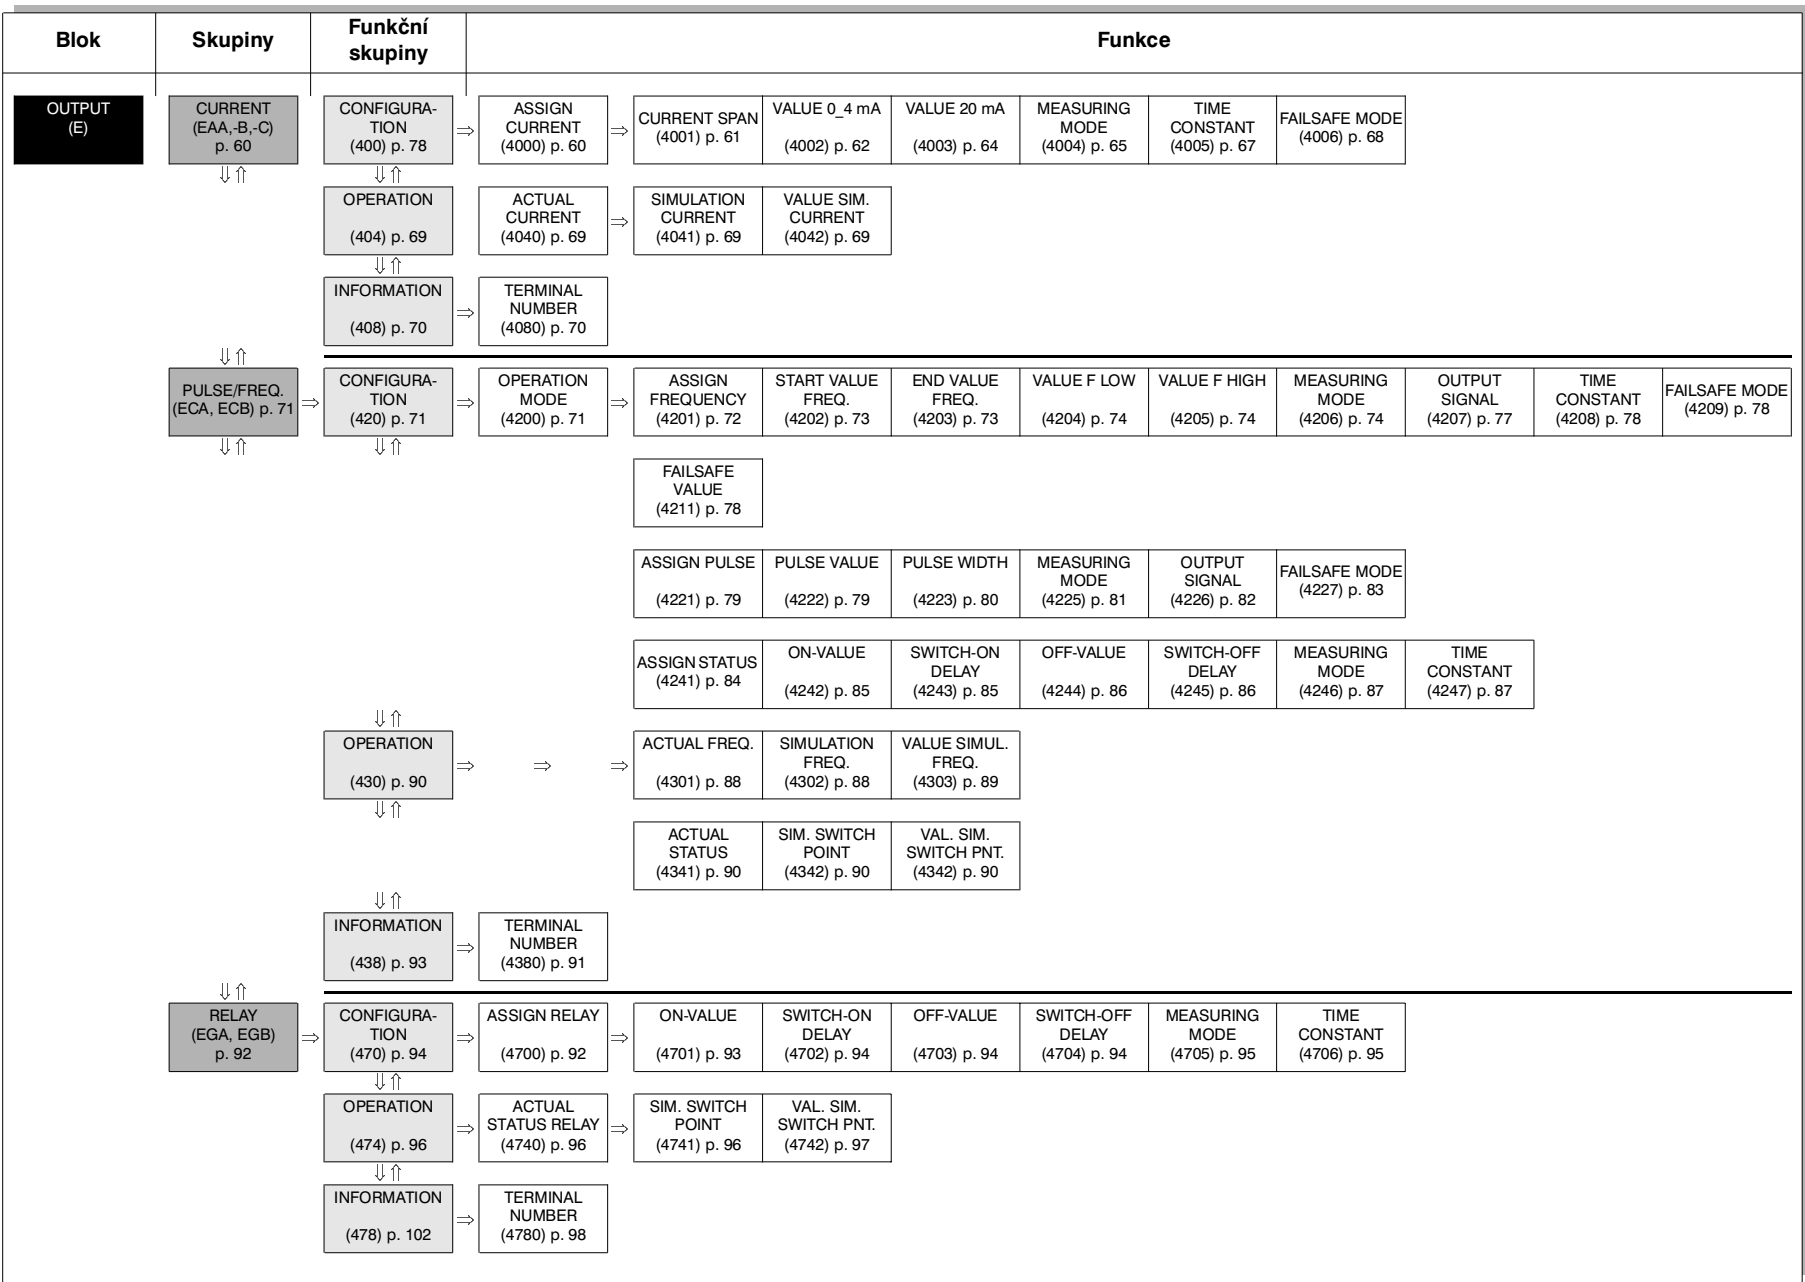 Blok
Skupiny
Funkční
skupiny
Funkce
OUTPUT
(E)
CURRENT
(EAA,-B,-C)
p. 60
CONFIGURA-
TION
(400) p. 78
⇒
ASSIGN
CURRENT
(4000) p. 60
⇒
CURRENT SPAN
(4001) p. 61
VALUE 0_4 mA
(4002) p. 62
VALUE 20 mA
(4003) p. 64
MEASURING
MODE
(4004) p. 65
TIME
CONSTANT
(4005) p. 67
FAILSAFE MODE
(4006) p. 68
⇓⇑
⇓⇑
OPERATION
(404) p. 69
ACTUAL
CURRENT
(4040) p. 69
⇒
SIMULATION
CURRENT
(4041) p. 69
VALUE SIM.
CURRENT
(4042) p. 69
⇓⇑
INFORMATION
(408) p. 70
⇒
TERMINAL
NUMBER
(4080) p. 70
⇓⇑
PULSE/FREQ.
(ECA, ECB) p. 71
⇒
CONFIGURA-
TION
(420) p. 71
⇒
OPERATION
MODE
(4200) p. 71
⇒
ASSIGN
FREQUENCY
(4201) p. 72
START VALUE
FREQ.
(4202) p. 73
END VALUE
FREQ.
(4203) p. 73
VALUE F LOW
(4204) p. 74
VALUE F HIGH
(4205) p. 74
MEASURING
MODE
(4206) p. 74
OUTPUT
SIGNAL
(4207) p. 77
TIME
CONSTANT
(4208) p. 78
FAILSAFE MODE
(4209) p. 78
⇓⇑
⇓⇑
FAILSAFE
VALUE
(4211) p. 78
ASSIGN PULSE
(4221) p. 79
PULSE VALUE
(4222) p. 79
PULSE WIDTH
(4223) p. 80
MEASURING
MODE
(4225) p. 81
OUTPUT
SIGNAL
(4226) p. 82
FAILSAFE MODE
(4227) p. 83
ASSIGN STATUS
(4241) p. 84
ON-VALUE
(4242) p. 85
SWITCH-ON
DELAY
(4243) p. 85
OFF-VALUE
(4244) p. 86
SWITCH-OFF
DELAY
(4245) p. 86
MEASURING
MODE
(4246) p. 87
TIME
CONSTANT
(4247) p. 87
⇓⇑
OPERATION
(430) p. 90
⇒
⇒
⇒
ACTUAL FREQ.
(4301) p. 88
SIMULATION
FREQ.
(4302) p. 88
VALUE SIMUL.
FREQ.
(4303) p. 89
⇓⇑
ACTUAL
STATUS
(4341) p. 90
SIM. SWITCH
POINT
(4342) p. 90
VAL. SIM.
SWITCH PNT.
(4342) p. 90
⇓⇑
INFORMATION
(438) p. 93
⇒
TERMINAL
NUMBER
(4380) p. 91
⇓⇑
RELAY
(EGA, EGB)
p. 92
⇒
CONFIGURA-
TION
(470) p. 94
⇒
ASSIGN RELAY
(4700) p. 92
⇒
ON-VALUE
(4701) p. 93
SWITCH-ON
DELAY
(4702) p. 94
OFF-VALUE
(4703) p. 94
SWITCH-OFF
DELAY
(4704) p. 94
MEASURING
MODE
(4705) p. 95
TIME
CONSTANT
(4706) p. 95
⇓⇑
OPERATION
(474) p. 96
⇒
ACTUAL
STATUS RELAY
(4740) p. 96
⇒
SIM. SWITCH
POINT
(4741) p. 96
VAL. SIM.
SWITCH PNT.
(4742) p. 97
⇓⇑
INFORMATION
(478) p. 102
⇒
TERMINAL
NUMBER
(4780) p. 98